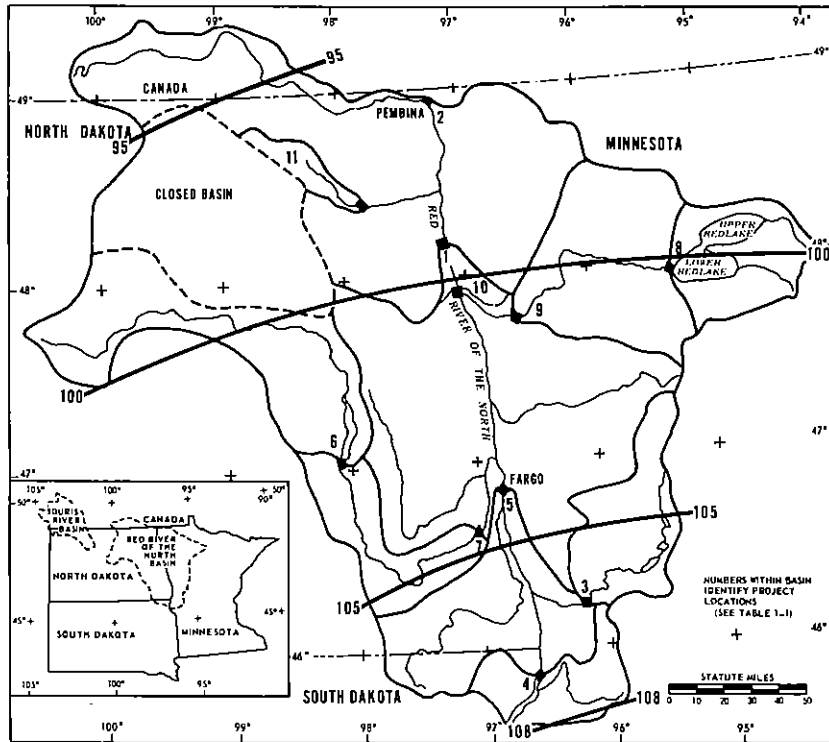 100° 99° 98° 97° 96° 95° 94°
95
49°
CANADA
49°
PEMBINA
2
NORTH DAKOTA
95
MINNESOTA
11
CLOSED BASIN
RED
UPPER REDLAKE
8
LOWER REDLAKE
48°
100
1
10
48°
9
RIVER OF THE NORTH
100
47°
6
47°
FARGO
5
7
105
105
3
NUMBERS WITHIN BASIN
IDENTIFY PROJECT
LOCATIONS
(SEE TABLE 1-1)
46°
46°
4
SOUTH DAKOTA
108
108
STATUTE MILES
0 10 20 30 40 50
105° 100° 95° 90°
50°
50°
SOURIS
RIVER
BASIN
CANADA
RED RIVER
OF THE
NORTH
BASIN
NORTH DAKOTA
45°
45°
SOUTH DAKOTA
MINNESOTA
105° 100° 95°
100° 99° 98° 97° 96° 95°